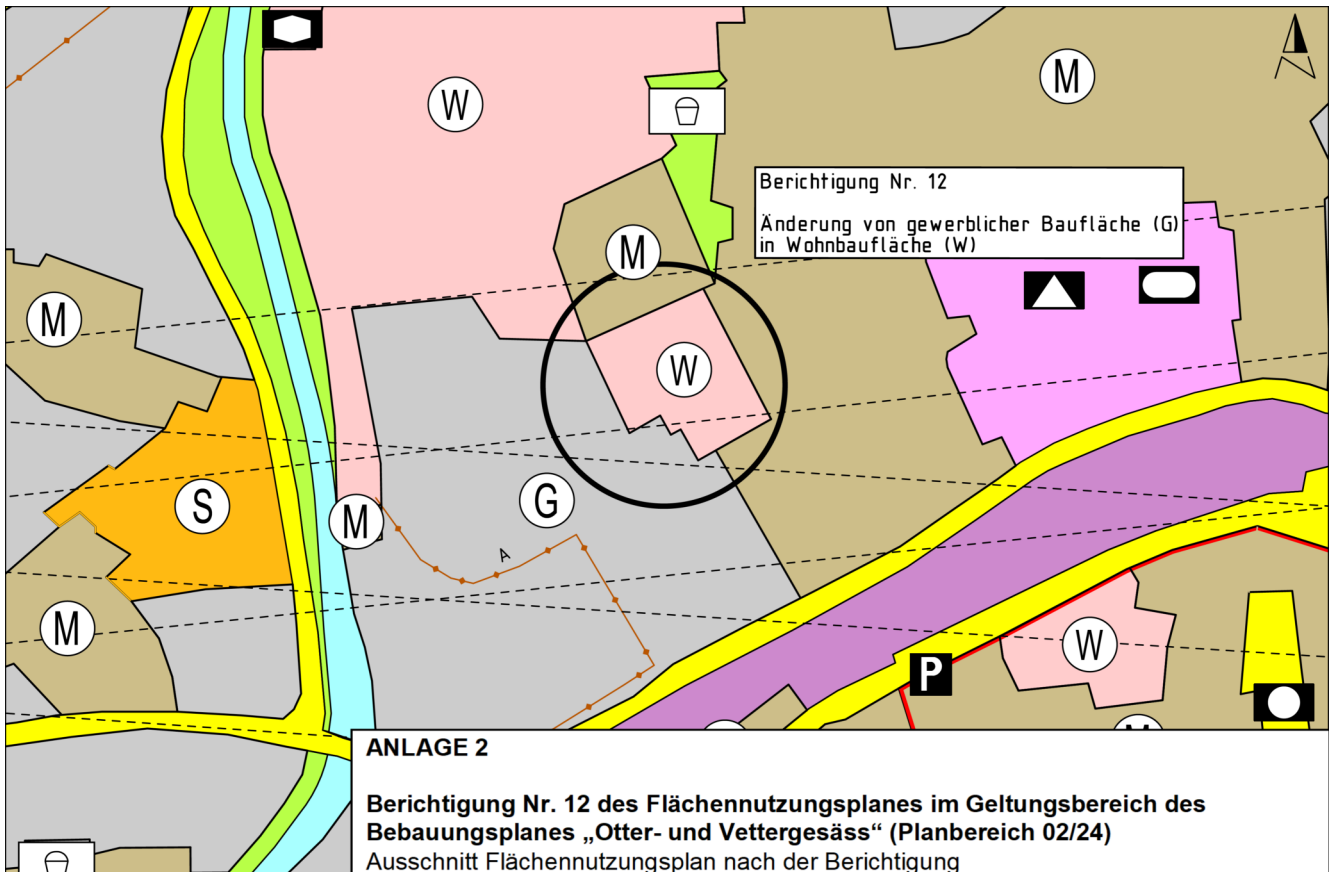 W
M
Berichtigung Nr. 12
Änderung von gewerblicher Baufläche (G)
in Wohnbaufläche (W)
M
M
W
S
G
M
A
M
W
P
ANLAGE 2
Berichtigung Nr. 12 des Flächennutzungsplanes im Geltungsbereich des
Bebauungsplanes „Otter- und Vettergesäss“ (Planbereich 02/24)
Ausschnitt Flächennutzungsplan nach der Berichtigung